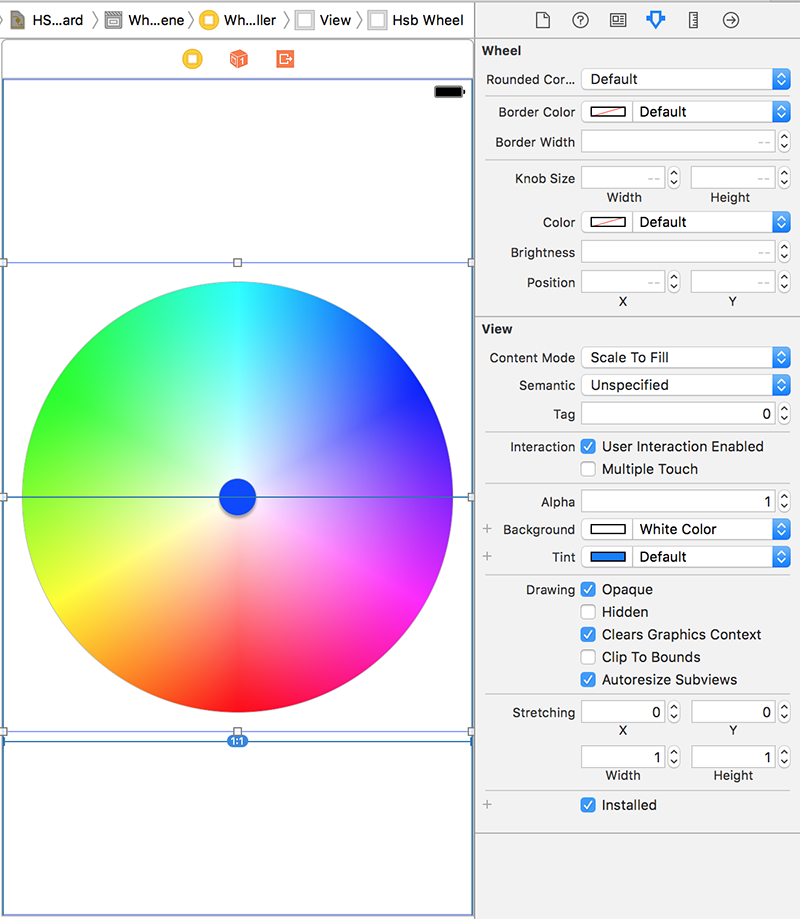 HS...ard Wh...ene Wh...ller View Hsb Wheel
1
1:1
Wheel
Rounded Cor... Default
Border Color Default
Border Width --
Knob Size -- --
Width Height
Color Default
Brightness --
Position -- --
X Y
View
Content Mode Scale To Fill
Semantic Unspecified
Tag 0
Interaction User Interaction Enabled
Multiple Touch
Alpha 1
+ Background White Color
+ Tint Default
Drawing Opaque
Hidden
Clears Graphics Context
Clip To Bounds
Autoresize Subviews
Stretching 0 0
X Y
1 1
Width Height
+ Installed